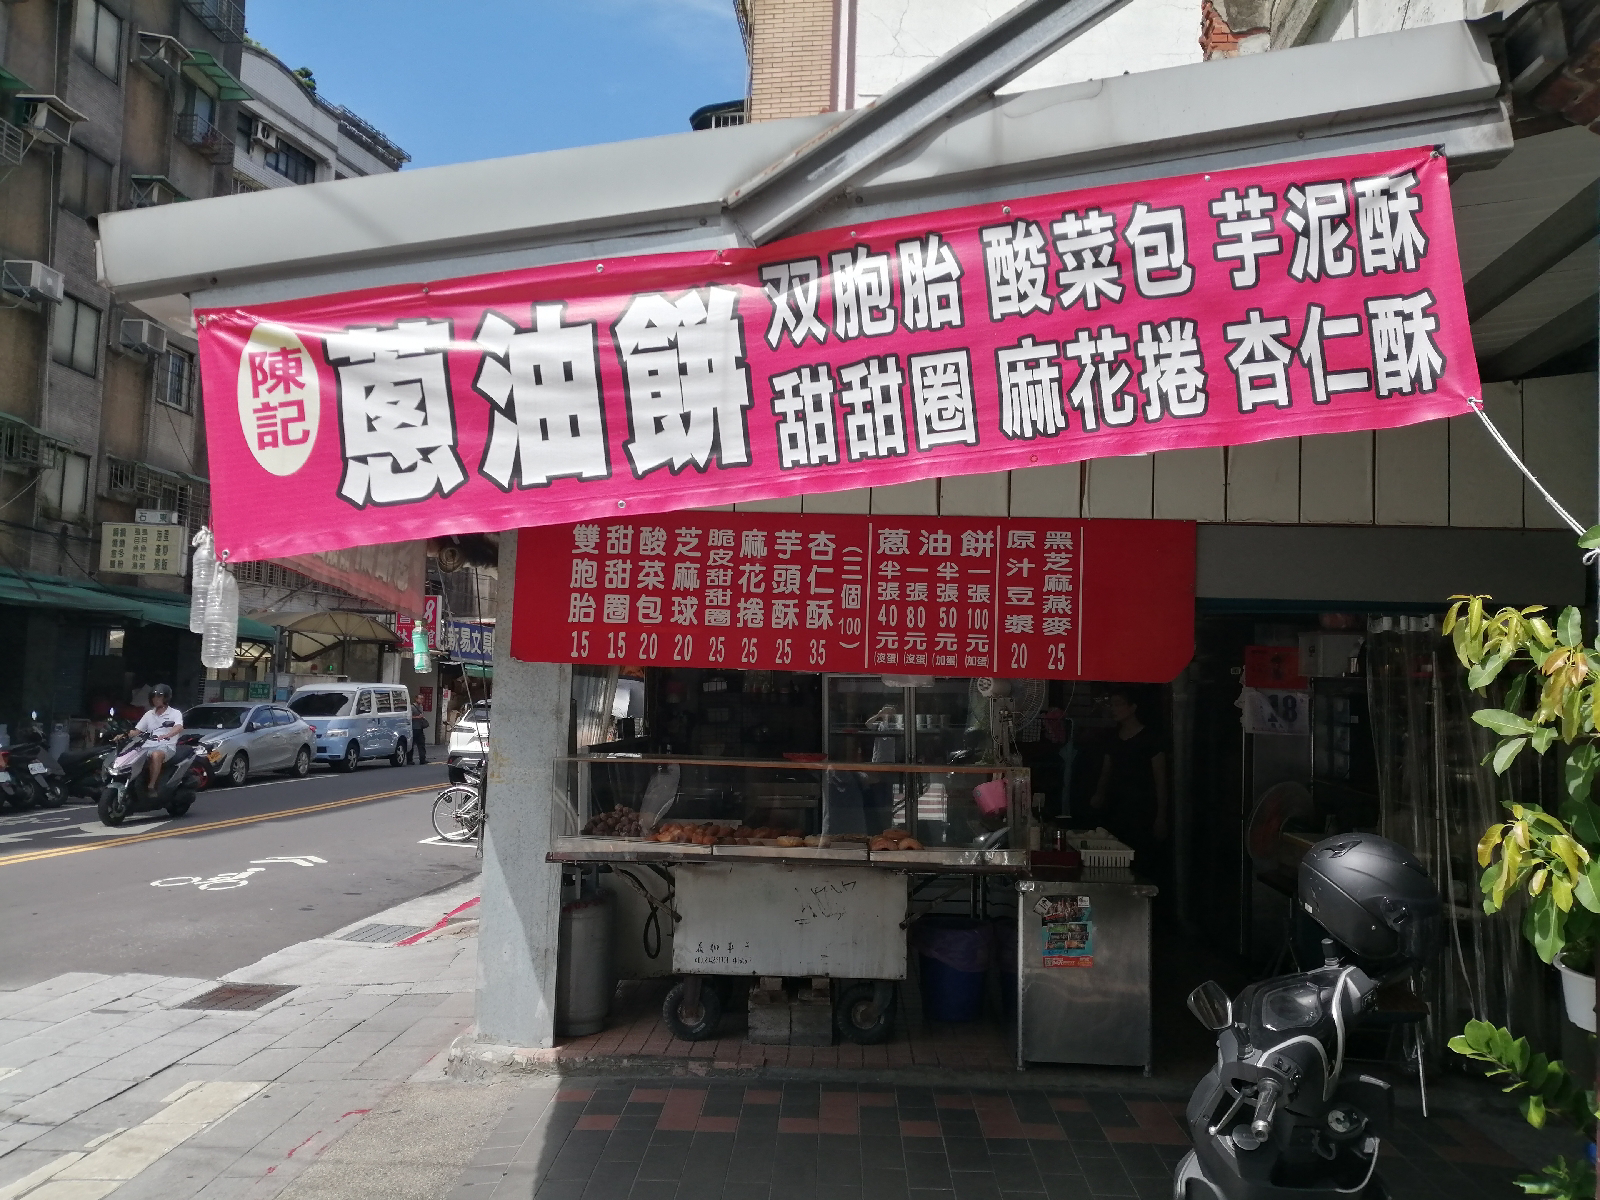 陳記
蔥油餅
双胞胎 酸菜包 芋泥酥
甜甜圈 麻花捲 杏仁酥
雙胞胎 15
甜甜圈 15
酸菜包 20
芝麻球 20
脆皮甜甜圈 25
麻花捲 25
芋頭酥 25
杏仁酥 35
(三個100)
蔥油餅
半張40元(沒蛋)
一張80元(沒蛋)
半張50元(加蛋)
一張100元(加蛋)
原汁豆漿 20
黑芝麻燕麥 25
易文具
18